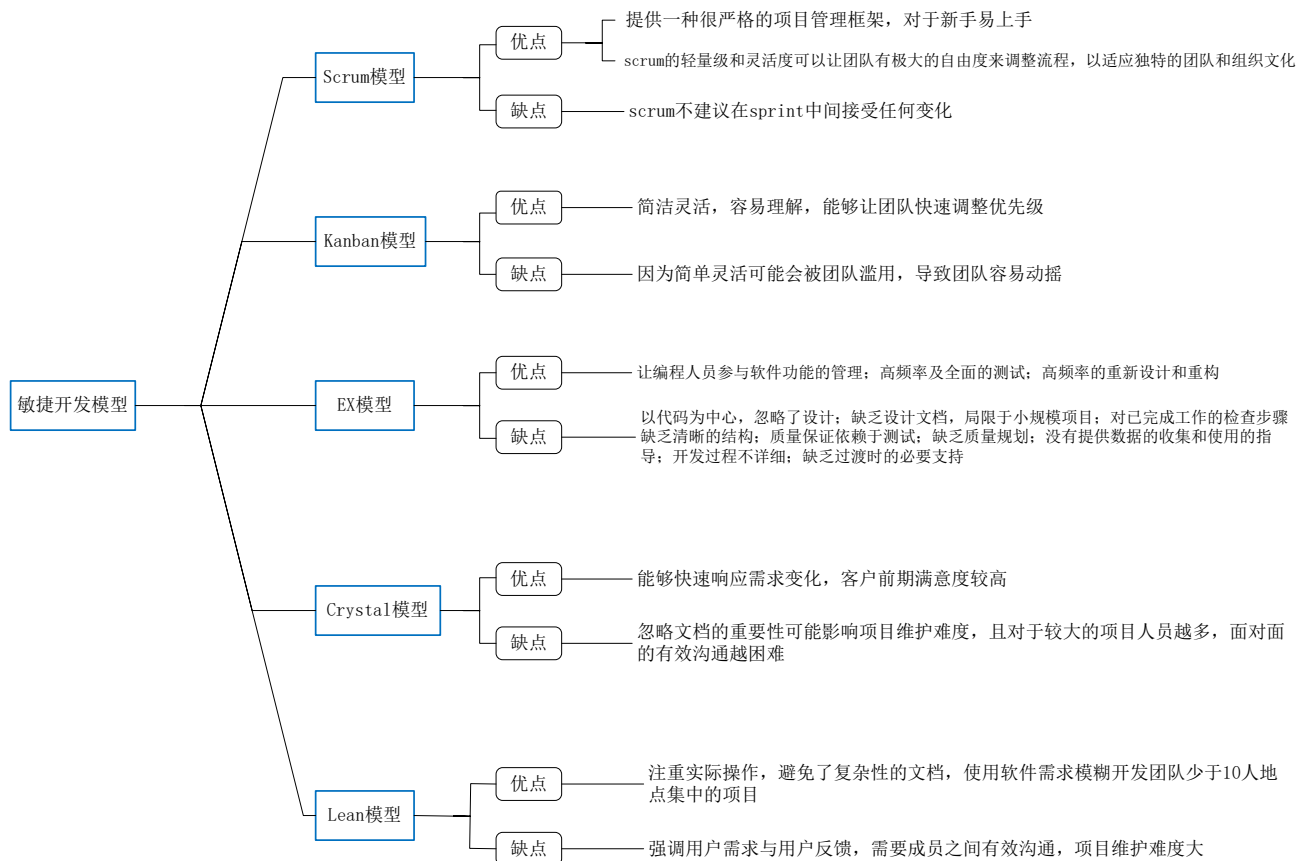 敏捷开发模型
Scrum模型
优点
提供一种很严格的项目管理框架，对于新手易上手
scrum的轻量级和灵活度可以让团队有极大的自由度来调整流程，以适应独特的团队和组织文化
缺点
scrum不建议在sprint中间接受任何变化
Kanban模型
优点
简洁灵活，容易理解，能够让团队快速调整优先级
缺点
因为简单灵活可能会被团队滥用，导致团队容易动摇
EX模型
优点
让编程人员参与软件功能的管理；高频率及全面的测试；高频率的重新设计和重构
缺点
以代码为中心，忽略了设计；缺乏设计文档，局限于小规模项目；对已完成工作的检查步骤
缺乏清晰的结构；质量保证依赖于测试；缺乏质量规划；没有提供数据的收集和使用的指
导；开发过程不详细；缺乏过渡时的必要支持
Crystal模型
优点
能够快速响应需求变化，客户前期满意度较高
缺点
忽略文档的重要性可能影响项目维护难度，且对于较大的项目人员越多，面对面
的有效沟通越困难
Lean模型
优点
注重实际操作，避免了复杂性的文档，使用软件需求模糊开发团队少于10人地
点集中的项目
缺点
强调用户需求与用户反馈，需要成员之间有效沟通，项目维护难度大